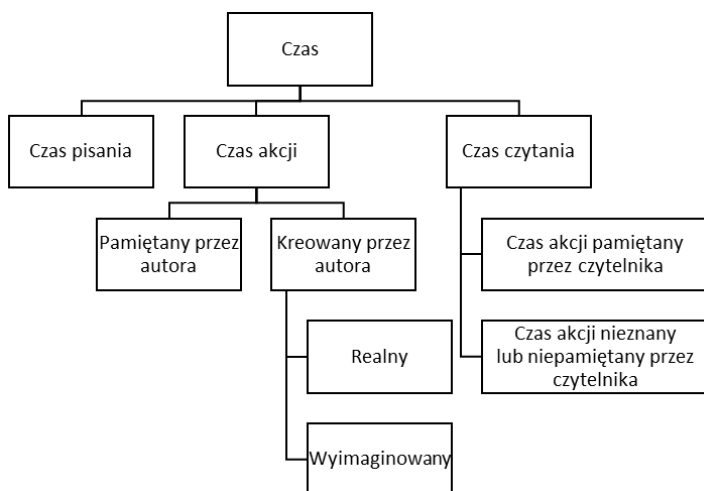 Czas
Czas pisania
Czas akcji
Czas czytania
Pamiętany przez
autora
Kreowany przez
autora
Czas akcji pamiętany
przez czytelnika
Realny
Czas akcji nieznany
lub niepamiętany przez
czytelnika
Wyimaginowany